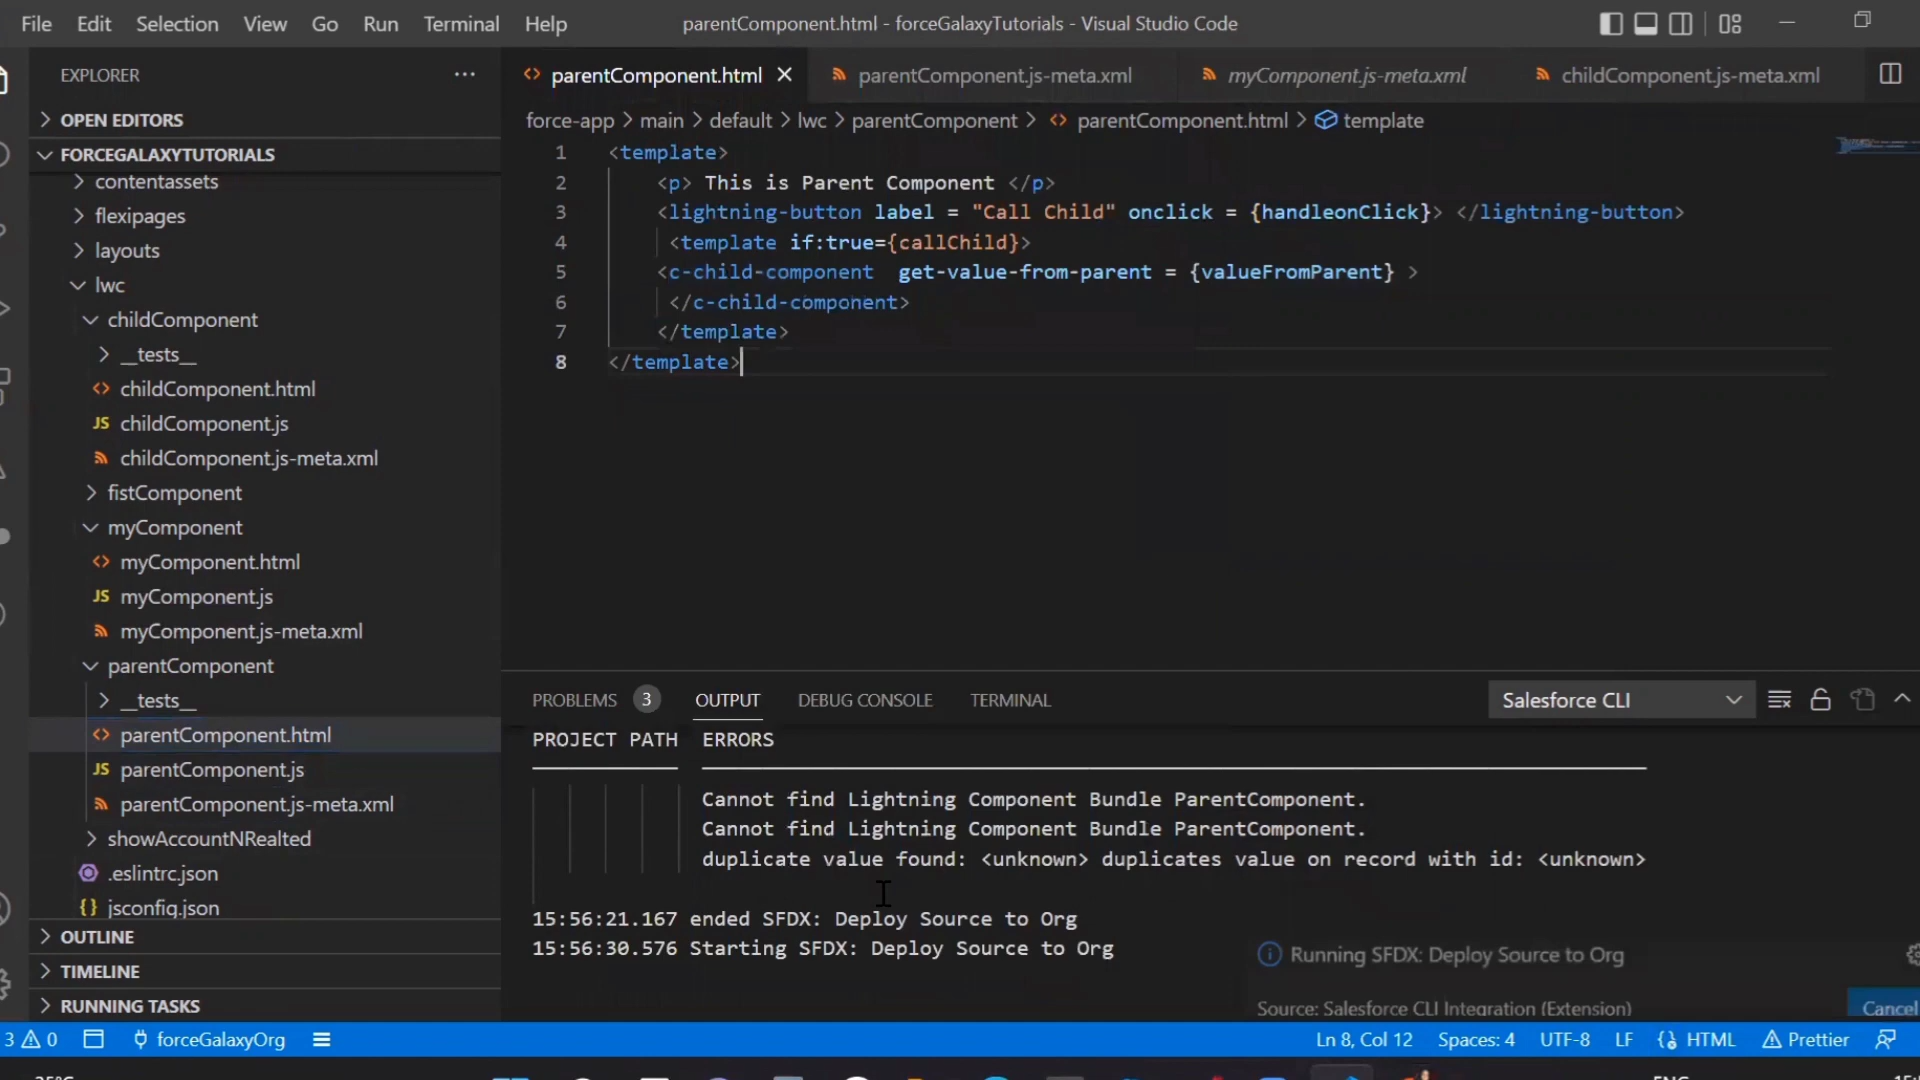 File Edit Selection View Go Run Terminal Help
parentComponent.html - forceGalaxyTutorials - Visual Studio Code
EXPLORER
OPEN EDITORS
FORCEGALAXYTUTORIALS
contentassets
flexipages
layouts
lwc
childComponent
__tests__
childComponent.html
JS childComponent.js
childComponent.js-meta.xml
fistComponent
myComponent
myComponent.html
JS myComponent.js
myComponent.js-meta.xml
parentComponent
__tests__
parentComponent.html
JS parentComponent.js
parentComponent.js-meta.xml
showAccountNRealted
.eslintrc.json
{} jsconfig.json
OUTLINE
TIMELINE
RUNNING TASKS
parentComponent.html parentComponent.js-meta.xml myComponent.js-meta.xml childComponent.js-meta.xml
force-app > main > default > lwc > parentComponent > parentComponent.html > template
1 <template>
2 <p> This is Parent Component </p>
3 <lightning-button label = "Call Child" onclick = {handleonClick}> </lightning-button>
4 <template if:true={callChild}>
5 <c-child-component get-value-from-parent = {valueFromParent} >
6 </c-child-component>
7 </template>
8 </template>
PROBLEMS 3 OUTPUT DEBUG CONSOLE TERMINAL
Salesforce CLI
PROJECT PATH ERRORS
Cannot find Lightning Component Bundle ParentComponent.
Cannot find Lightning Component Bundle ParentComponent.
duplicate value found: <unknown> duplicates value on record with id: <unknown>
15:56:21.167 ended SFDX: Deploy Source to Org
15:56:30.576 Starting SFDX: Deploy Source to Org
Running SFDX: Deploy Source to Org
Source: Salesforce CLI Integration (Extension)
Cancel
3 0 forceGalaxyOrg
Ln 8, Col 12 Spaces: 4 UTF-8 LF HTML Prettier